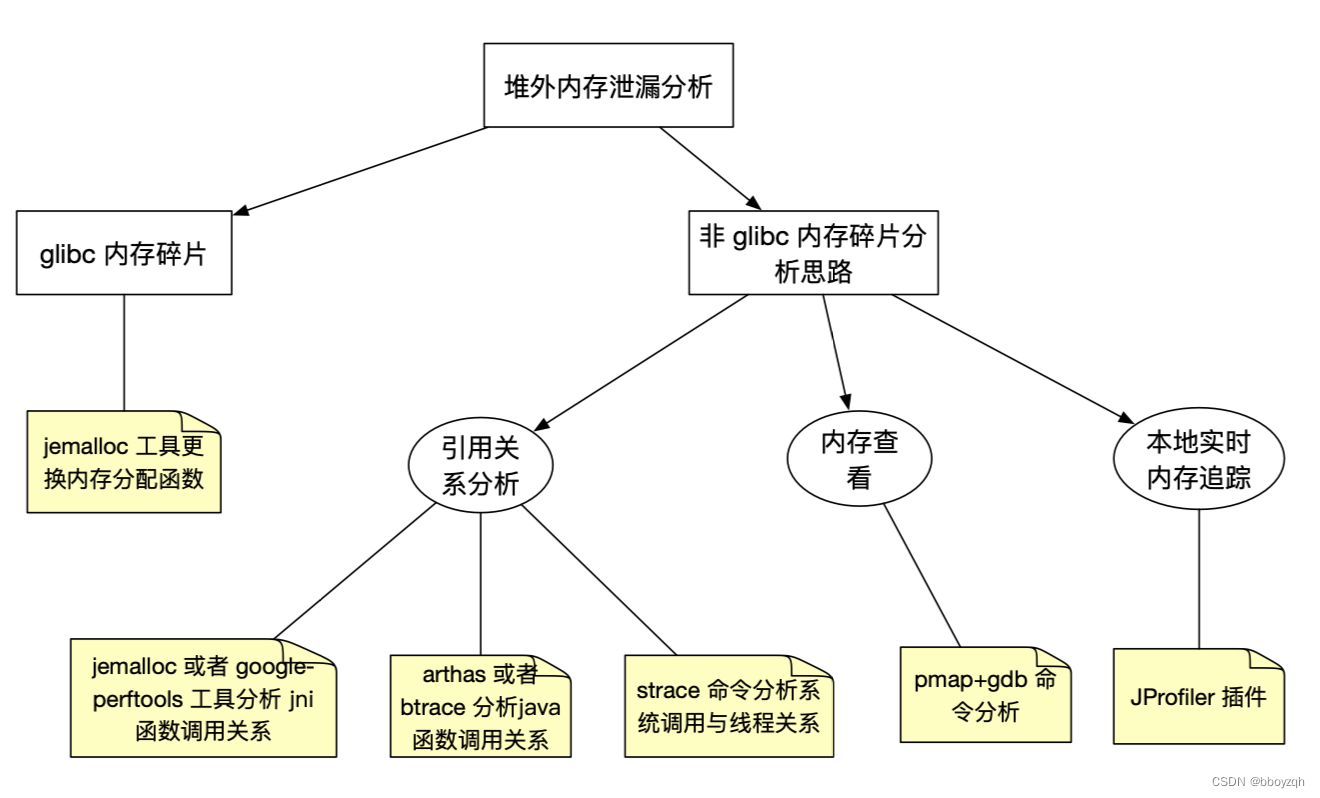 堆外内存泄漏分析
glibc 内存碎片
非 glibc 内存碎片分
析思路
jemalloc 工具更
换内存分配函数
引用关
系分析
内存查
看
本地实时
内存追踪
jemalloc 或者 google-
perftools 工具分析 jni
函数调用关系
arthas 或者
btrace 分析java
函数调用关系
strace 命令分析系
统调用与线程关系
pmap+gdb 命
令分析
JProfiler 插件
CSDN @bboyzqh